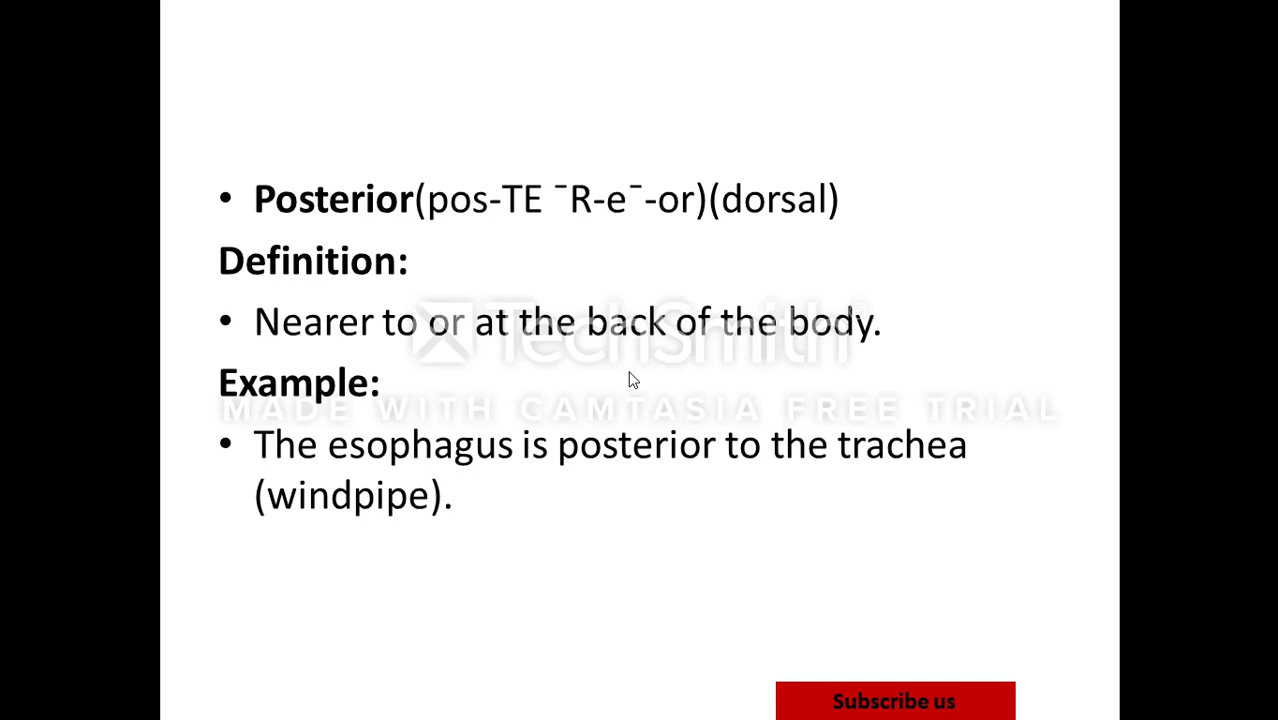 • Posterior(pos-TE ¯R-e¯-or)(dorsal)
Definition:
• Nearer to or at the back of the body.
TechSmith
Example:
MADE WITH CAMTASIA FREE TRIAL
• The esophagus is posterior to the trachea
(windpipe).
Subscribe us